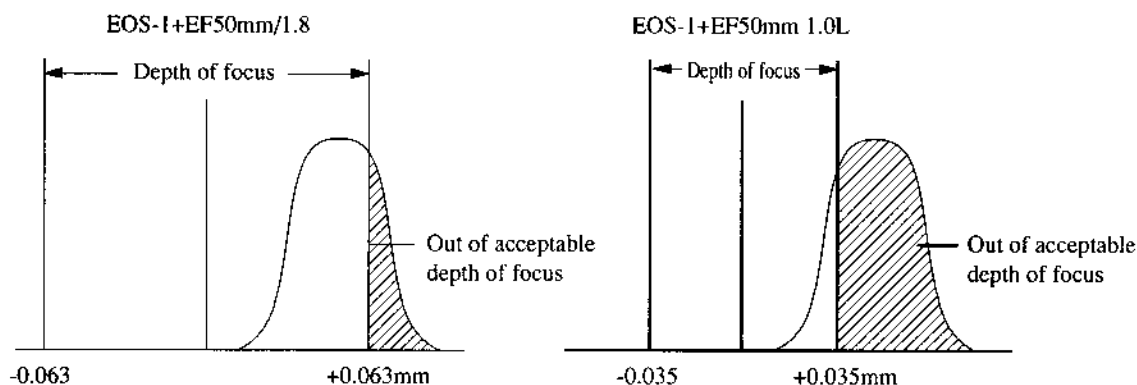 EOS-1+EF50mm/1.8
Depth of focus
Out of acceptable
depth of focus
-0.063
+0.063mm
EOS-1+EF50mm 1.0L
Depth of focus
Out of acceptable
depth of focus
-0.035
+0.035mm